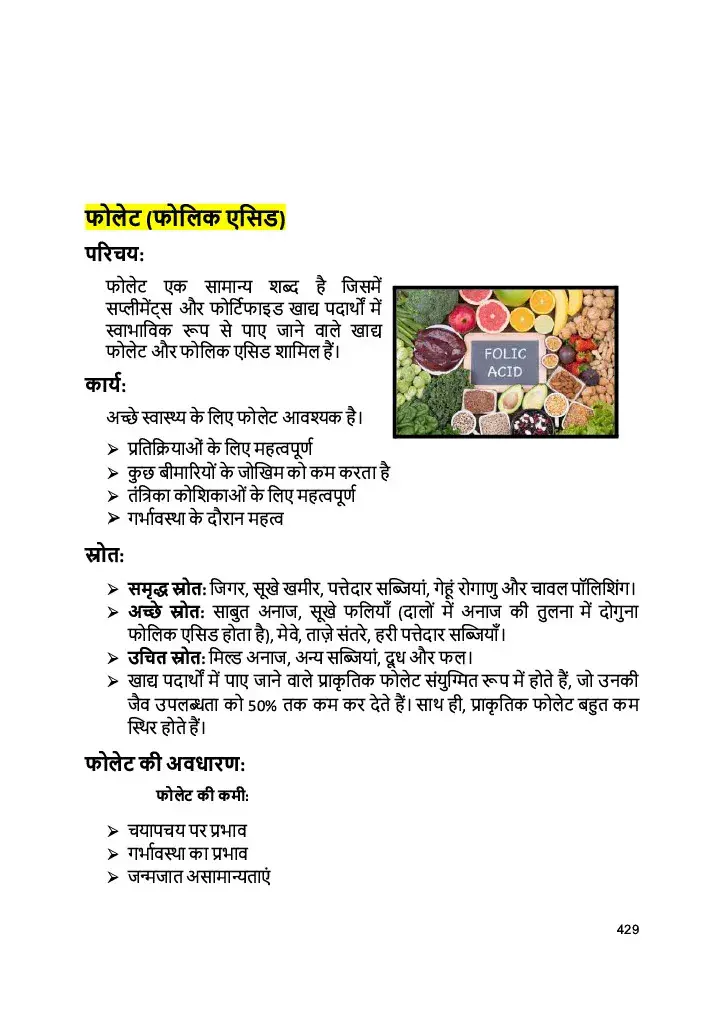 फोलेट (फोलिक एसिड)
परिचय:
फोलेट एक सामान्य शब्द है जिसमें
सप्लीमेंट्स और फोर्टिफाइड खाद्य पदार्थों में
स्वाभाविक रूप से पाए जाने वाले खाद्य
फोलेट और फोलिक एसिड शामिल हैं।
FOLIC
ACID
कार्य:
अच्छे स्वास्थ्य के लिए फोलेट आवश्यक है।
➢ प्रतिक्रियाओं के लिए महत्वपूर्ण
➢ कुछ बीमारियों के जोखिम को कम करता है
➢ तंत्रिका कोशिकाओं के लिए महत्वपूर्ण
➢ गर्भावस्था के दौरान महत्व
स्रोत:
➢ समृद्ध स्रोत: जिगर, सूखे खमीर, पत्तेदार सब्जियां, गेहूं रोगाणु और चावल पॉलिशिंग।
➢ अच्छे स्रोत: साबुत अनाज, सूखे फलियाँ (दालों में अनाज की तुलना में दोगुना
फोलिक एसिड होता है), मेवे, ताज़े संतरे, हरी पत्तेदार सब्जियाँ।
➢ उचित स्रोत: मिल्ड अनाज, अन्य सब्जियां, दूध और फल।
➢ खाद्य पदार्थों में पाए जाने वाले प्राकृतिक फोलेट संयुग्मित रूप में होते हैं, जो उनकी
जैव उपलब्धता को 50% तक कम कर देते हैं। साथ ही, प्राकृतिक फोलेट बहुत कम
स्थिर होते हैं।
फोलेट की अवधारण:
फोलेट की कमी:
➢ चयापचय पर प्रभाव
➢ गर्भावस्था का प्रभाव
➢ जन्मजात असामान्यताएं
429